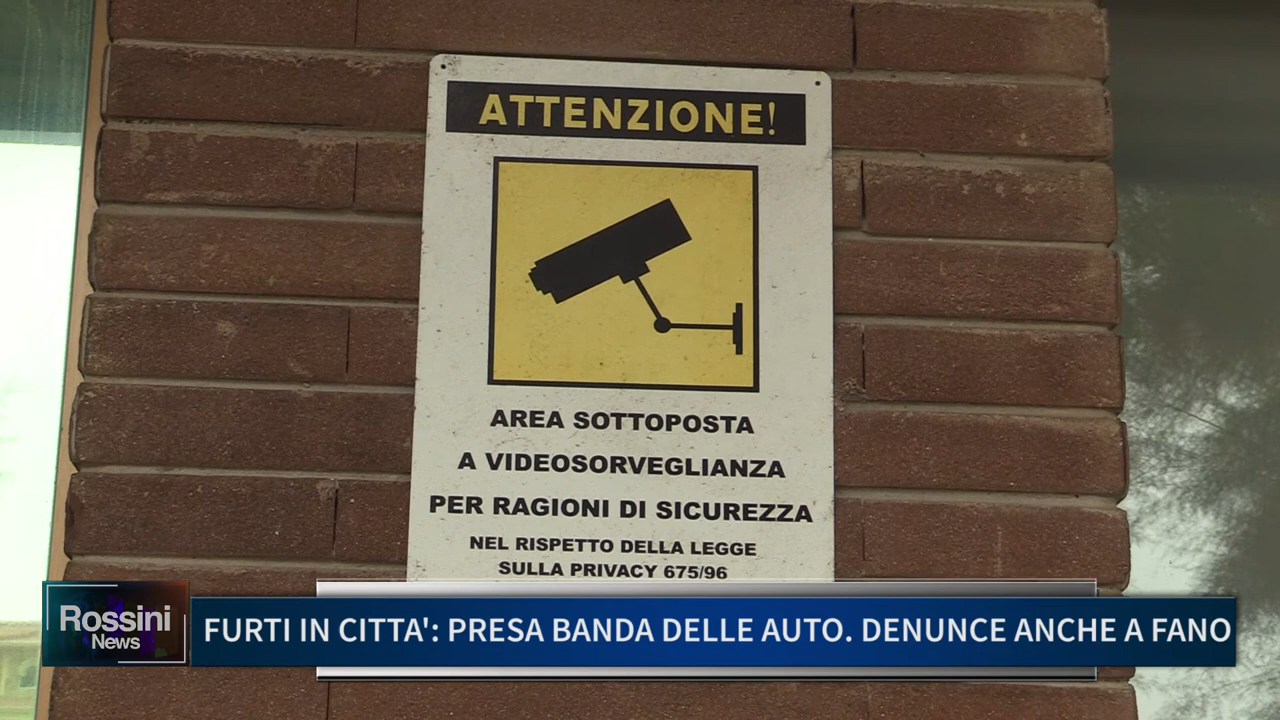 ATTENZIONE!
AREA SOTTOPOSTA
A VIDEOSORVEGLIANZA
PER RAGIONI DI SICUREZZA
NEL RISPETTO DELLA LEGGE
SULLA PRIVACY 675/96
Rossini
News
FURTI IN CITTA': PRESA BANDA DELLE AUTO. DENUNCE ANCHE A FANO